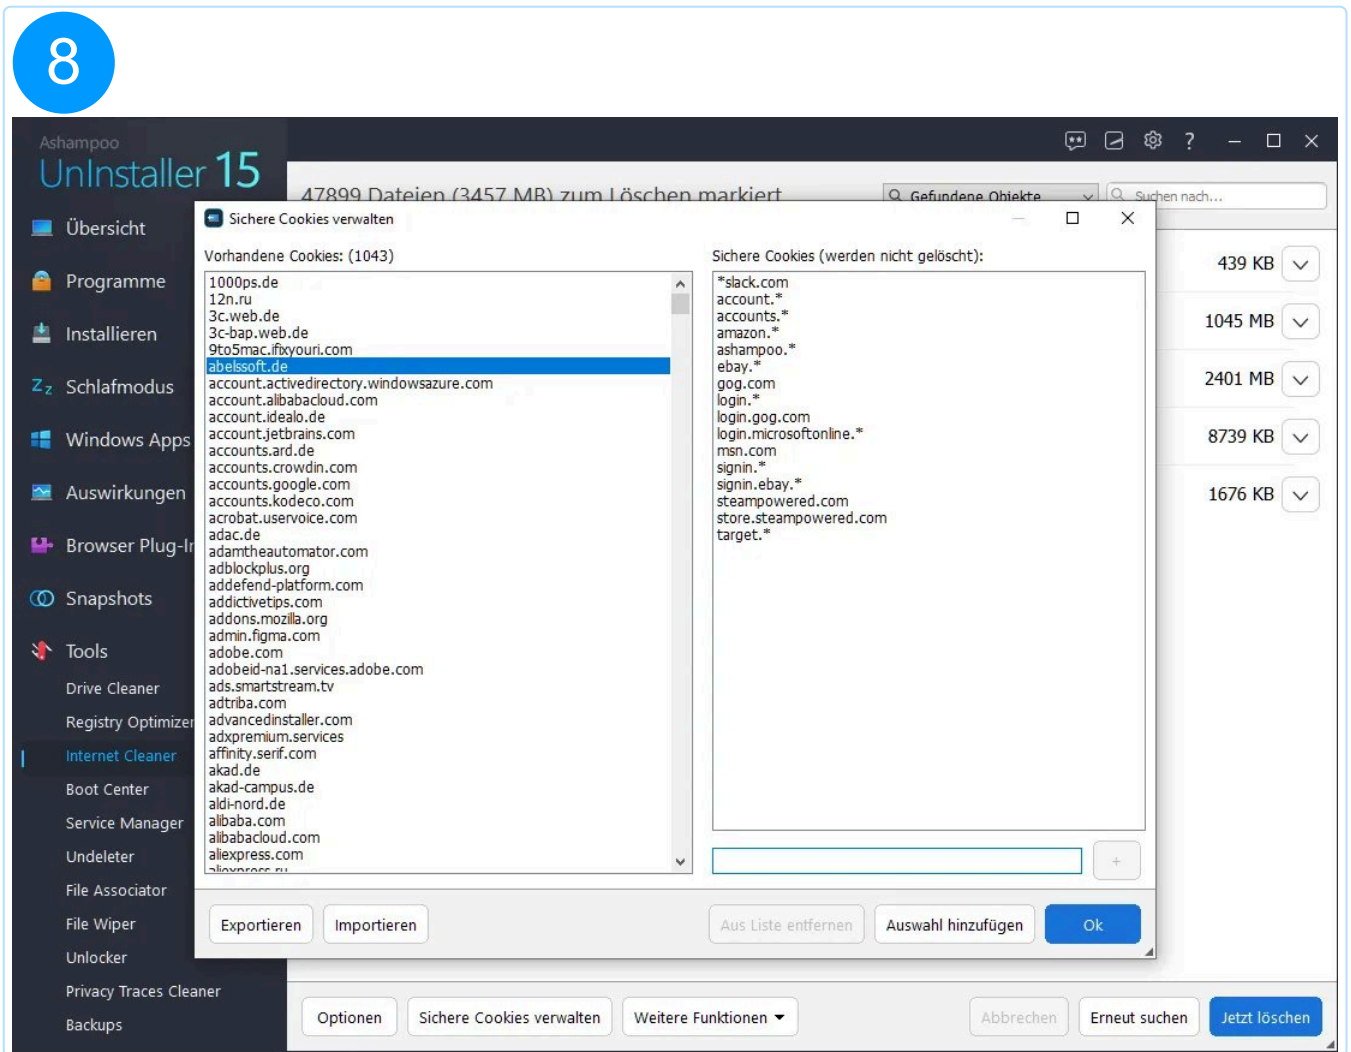 8
Ashampoo
UnInstaller 15
47899 Dateien (3457 MB) zum Löschen markiert
Gefundene Objekte
Suchen nach...
Übersicht
Programme
Installieren
Schlafmodus
Windows Apps
Auswirkungen
Browser Plug-In
Snapshots
Tools
Drive Cleaner
Registry Optimizer
Internet Cleaner
Boot Center
Service Manager
Undeleter
File Associator
File Wiper
Unlocker
Privacy Traces Cleaner
Backups
Sichere Cookies verwalten
Vorhandene Cookies: (1043)
1000ps.de
12n.ru
3c.web.de
3c-bap.web.de
9to5mac.ifixyouri.com
abelssoft.de
account.activedirectory.windowsazure.com
account.alibabacloud.com
account.idealo.de
account.jetbrains.com
accounts.ard.de
accounts.crowdin.com
accounts.google.com
accounts.kodeco.com
acrobat.uservoice.com
adac.de
adamtheautomator.com
adblockplus.org
addefend-platform.com
addictivetips.com
addons.mozilla.org
admin.figma.com
adobe.com
adobeid-na1.services.adobe.com
ads.smartstream.tv
adtriba.com
advancedinstaller.com
adxpremium.services
affinity.serif.com
akad.de
akad-campus.de
aldi-nord.de
alibaba.com
alibabacloud.com
aliexpress.com
aliexpress.ru
Sichere Cookies (werden nicht gelöscht):
*slack.com
account.*
accounts.*
amazon.*
ashampoo.*
ebay.*
gog.com
login.*
login.gog.com
login.microsoftonline.*
msn.com
signin.*
signin.ebay.*
steampowered.com
store.steampowered.com
target.*
+
Exportieren
Importieren
Aus Liste entfernen
Auswahl hinzufügen
Ok
439 KB
1045 MB
2401 MB
8739 KB
1676 KB
Optionen
Sichere Cookies verwalten
Weitere Funktionen
Abbrechen
Erneut suchen
Jetzt löschen